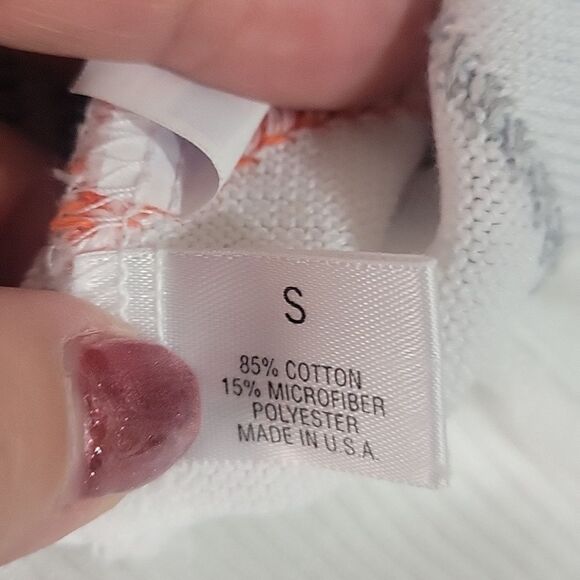 S
85% COTTON
15% MICROFIBER
POLYESTER
MADE IN U.S.A.